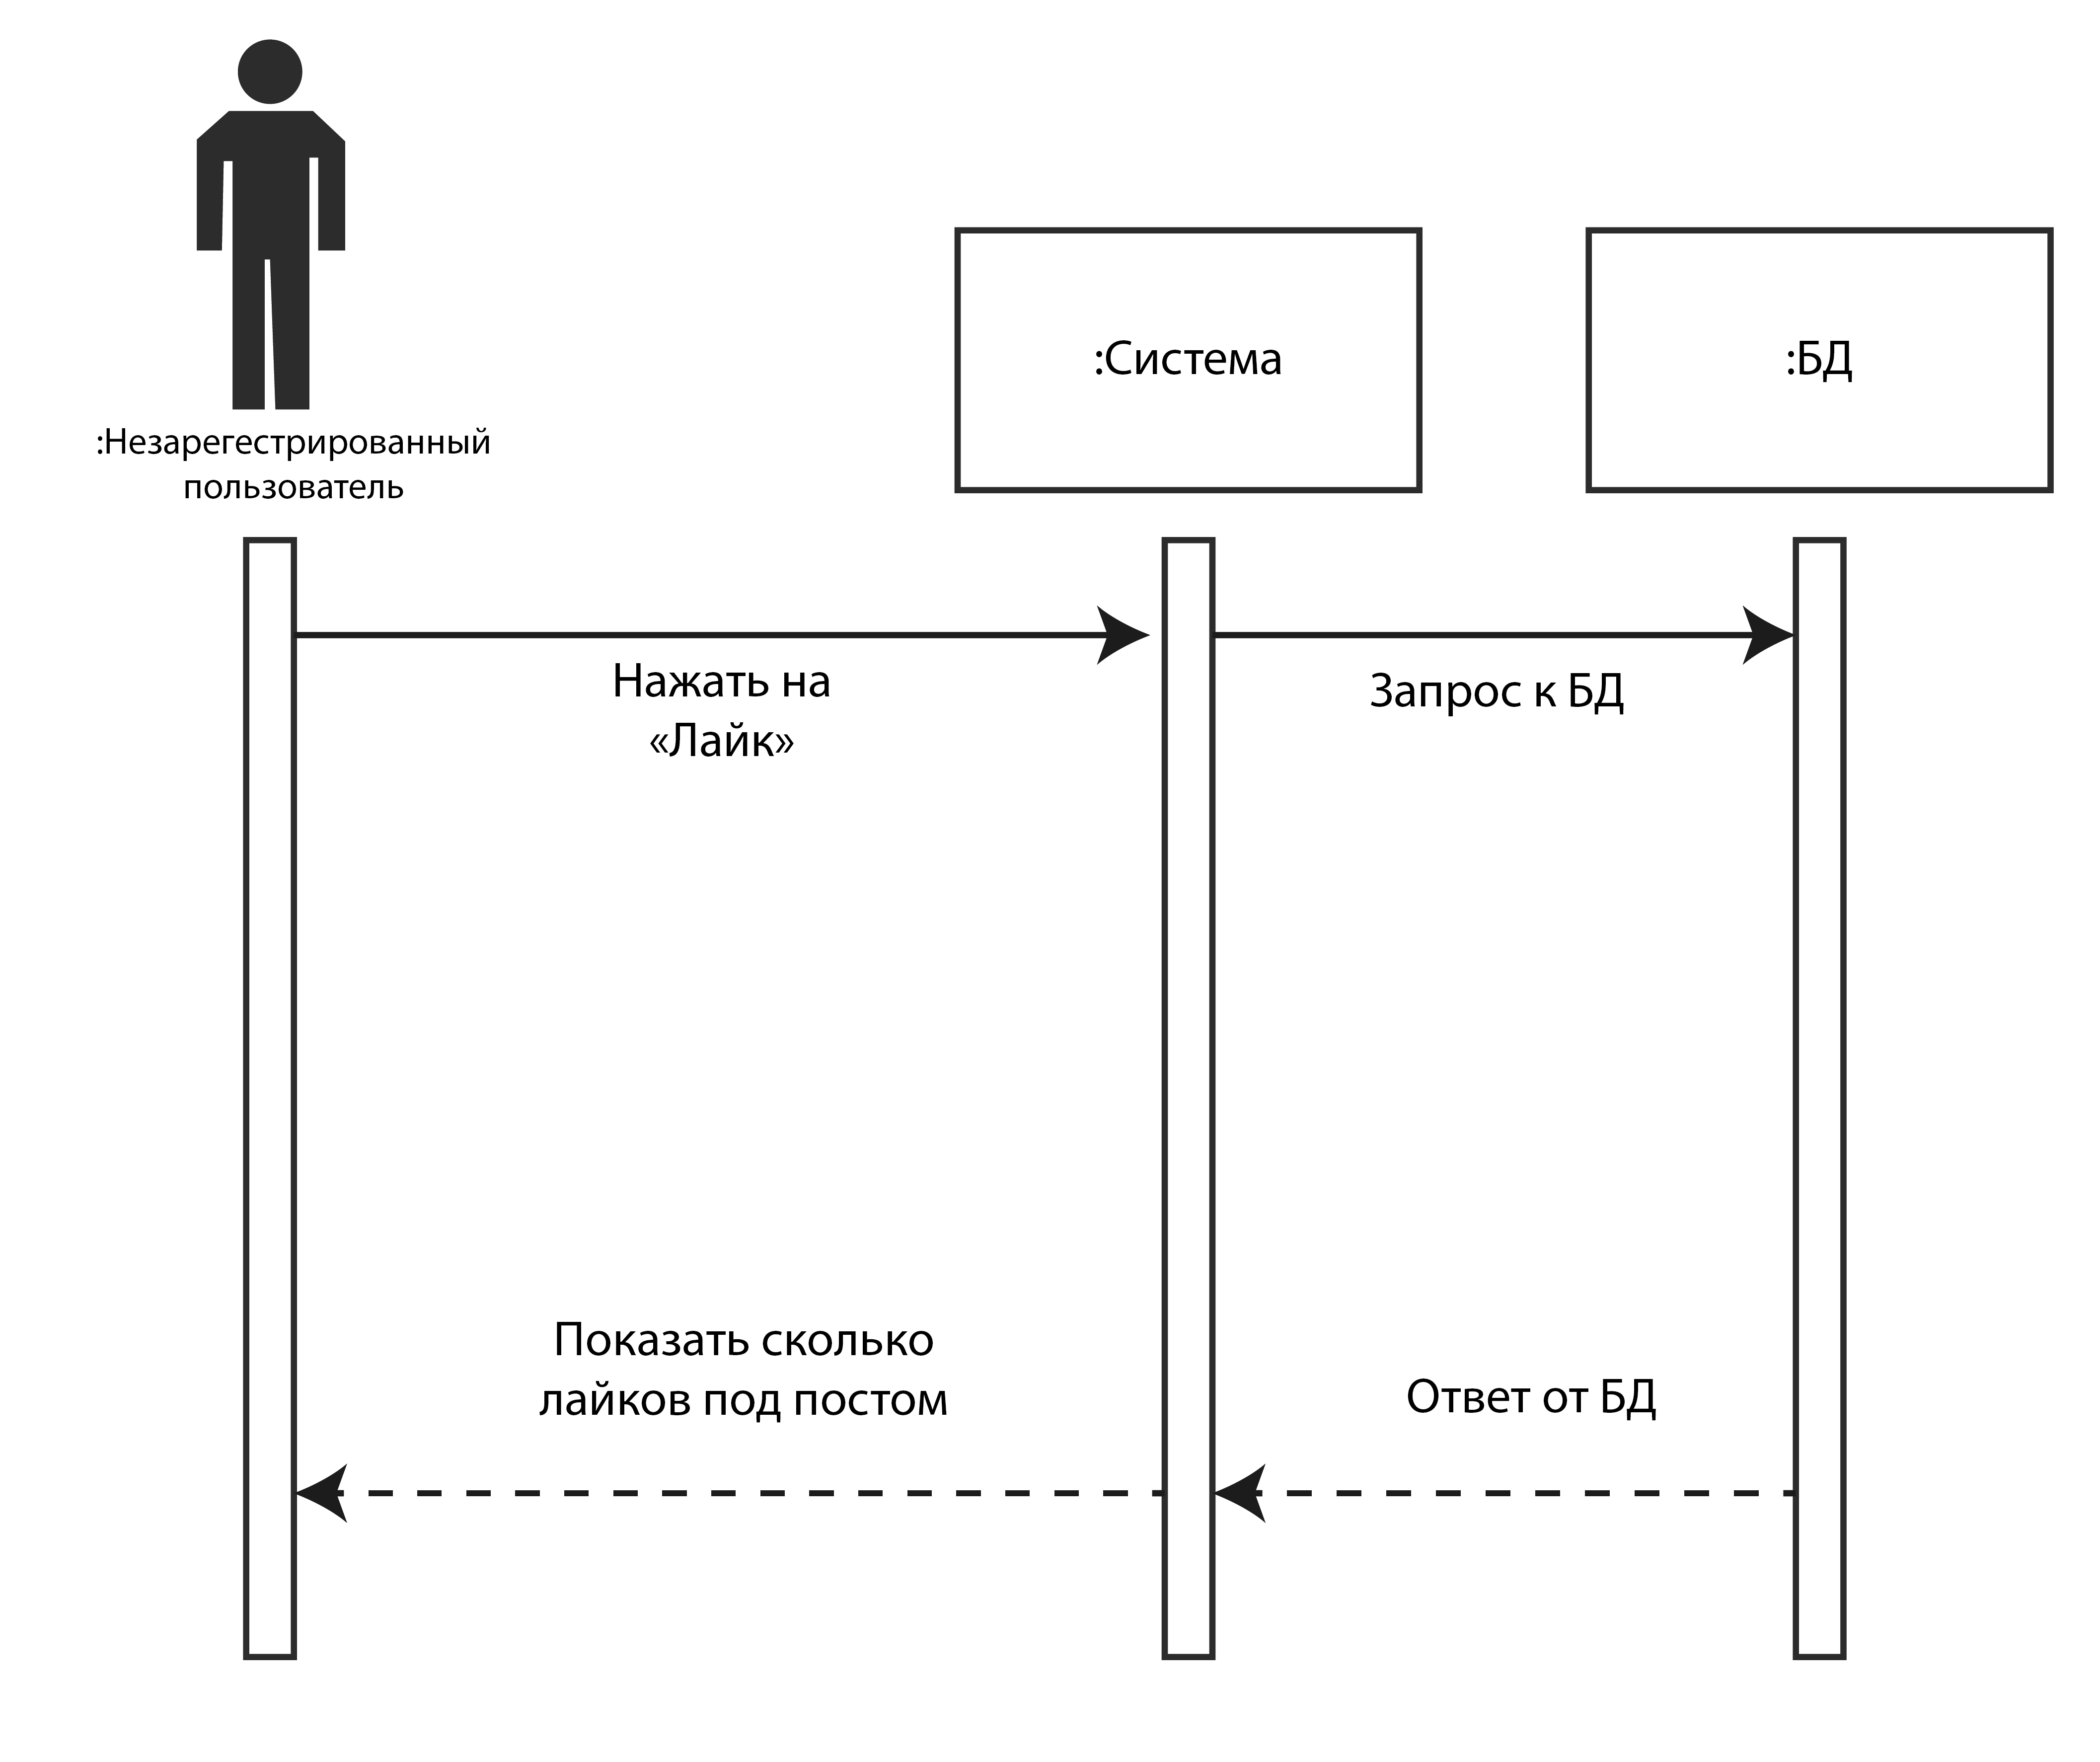 :Незарегестрированный
пользователь
:Система
:БД
Нажать на
«Лайк»
Запрос к БД
Показать сколько
лайков под постом
Ответ от БД